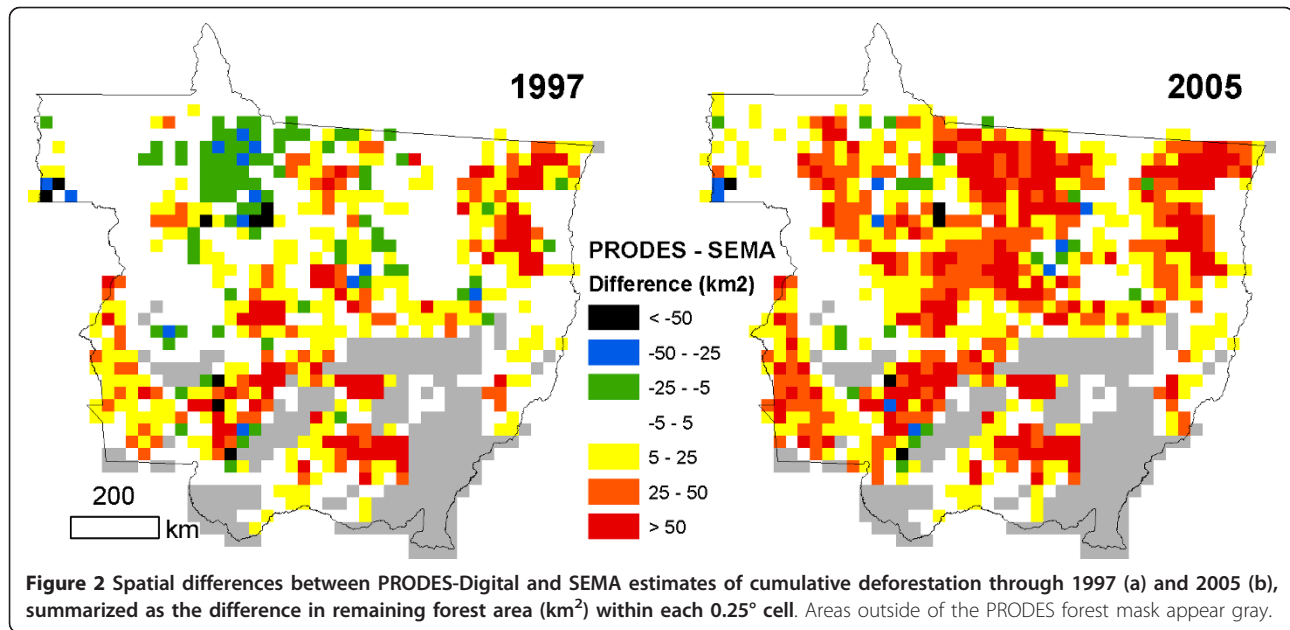 1997
2005
PRODES - SEMA
Difference (km2)
< -50
-50 - -25
-25 - -5
-5 - 5
5 - 25
25 - 50
> 50
200
km
Figure 2 Spatial differences between PRODES-Digital and SEMA estimates of cumulative deforestation through 1997 (a) and 2005 (b),
summarized as the difference in remaining forest area (km²) within each 0.25° cell. Areas outside of the PRODES forest mask appear gray.